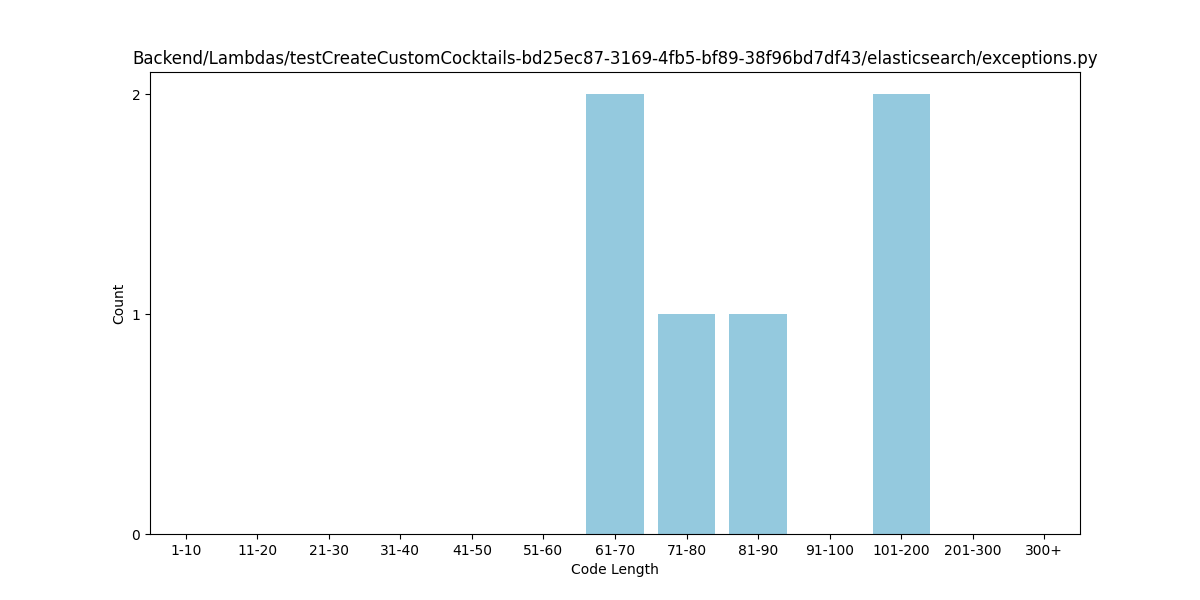 Backend/Lambdas/testCreateCustomCocktails-bd25ec87-3169-4fb5-bf89-38f96bd7df43/elasticsearch/exceptions.py
2
1
0
Count
1-10 11-20 21-30 31-40 41-50 51-60 61-70 71-80 81-90 91-100 101-200 201-300 300+
Code Length